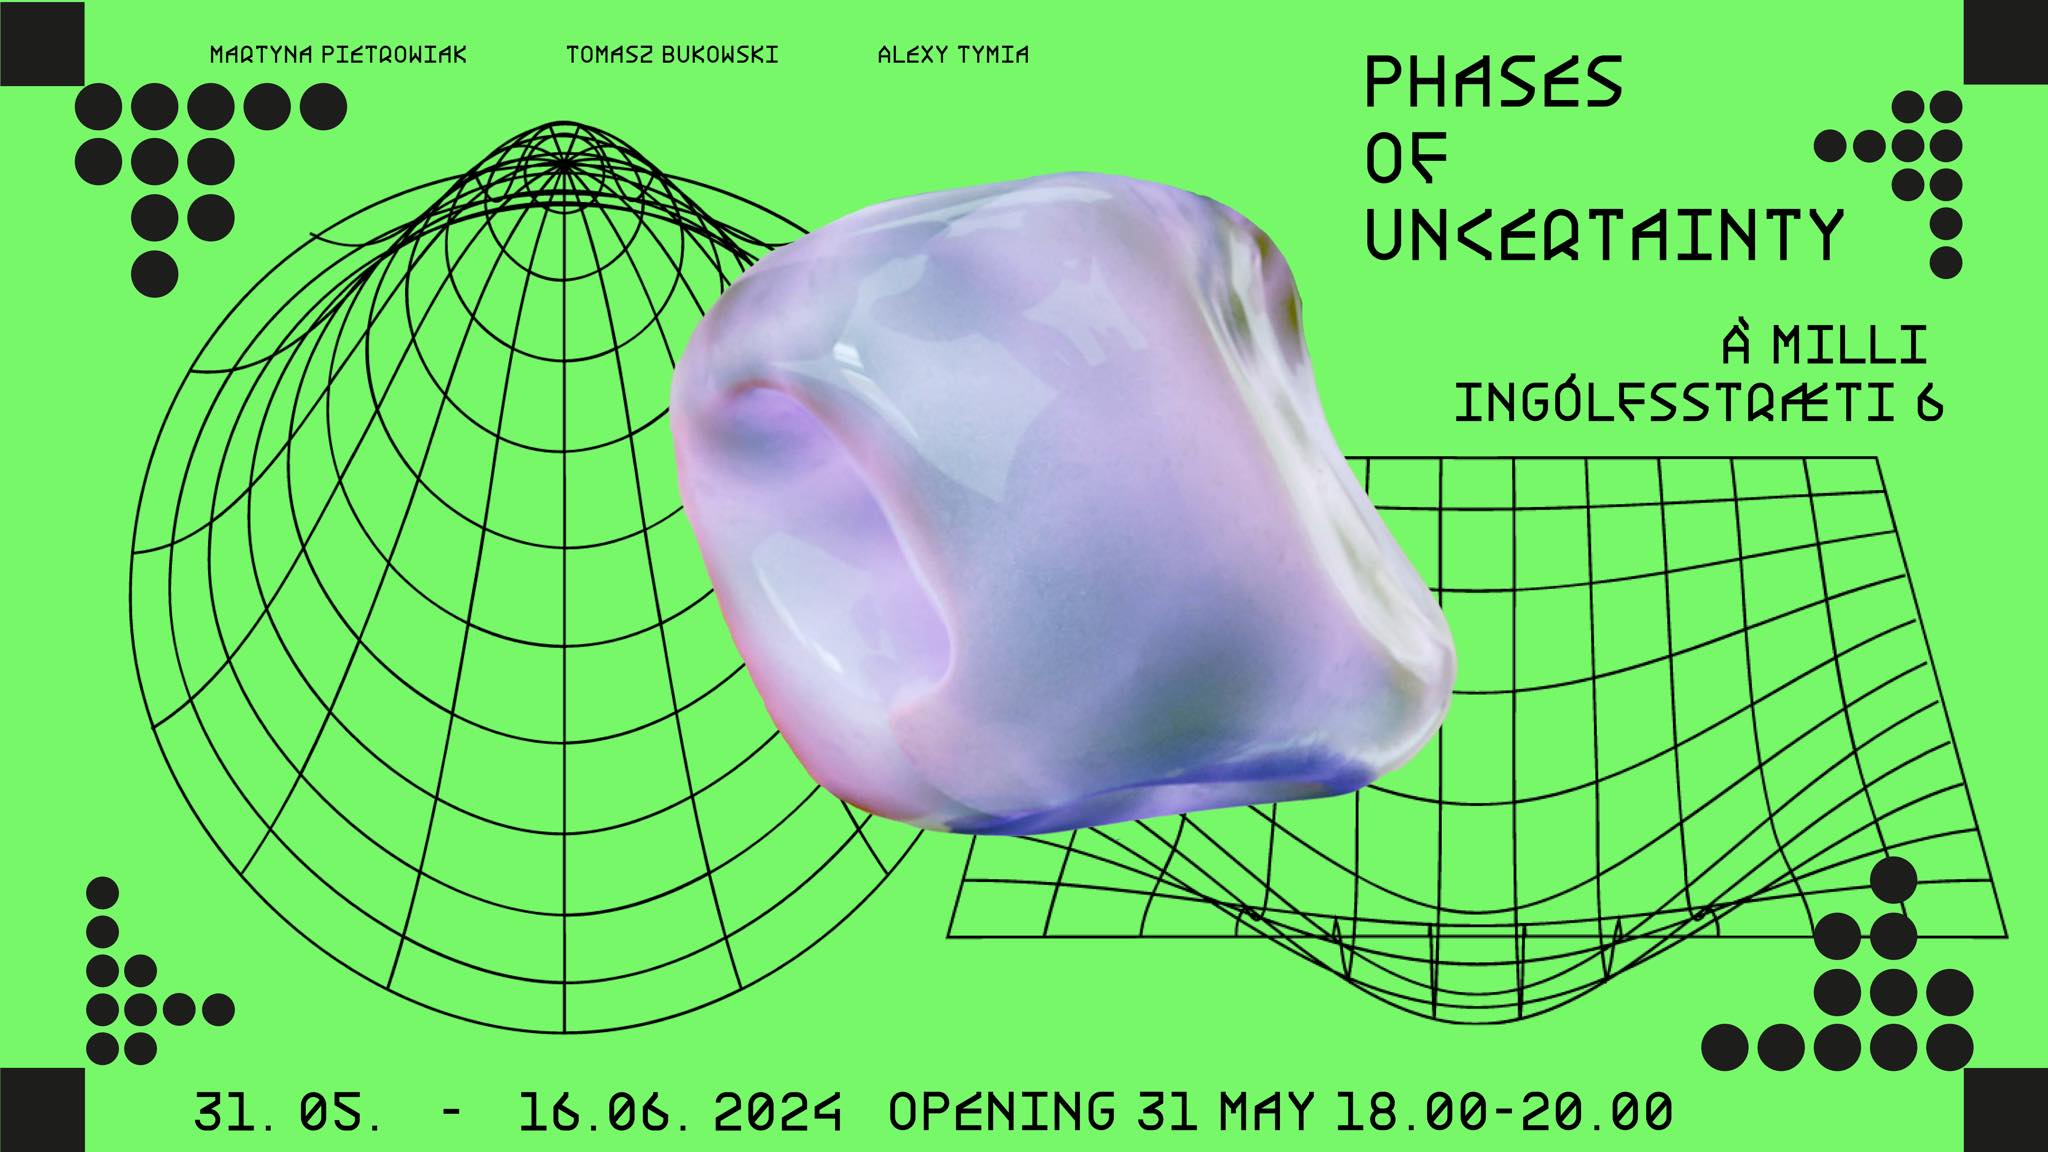 MARTYNA PIETROWIAK TOMASZ BUKOWSKI ALEXY TYMIA
PHASES
OF
UNCERTAINTY
À MILLI
INGÓLFSSTRÆTI 6
31. 05. - 16.06. 2024 OPENING 31 MAY 18.00-20.00